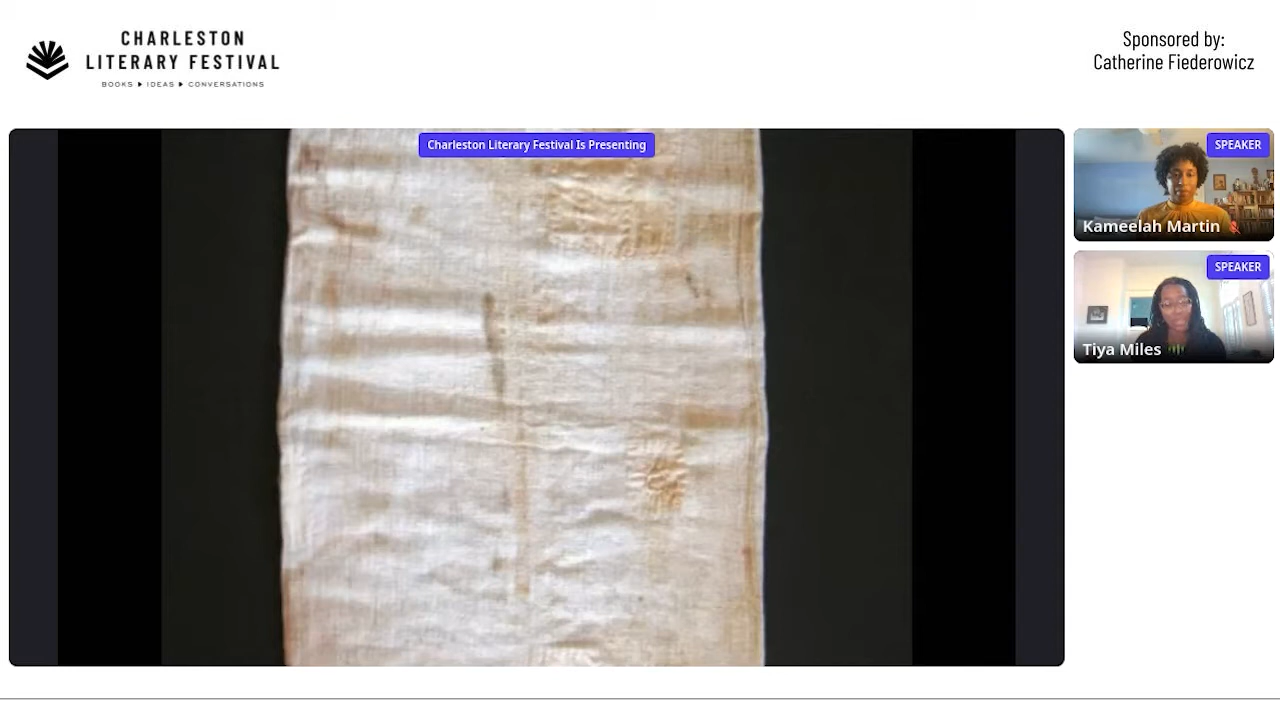 CHARLESTON
LITERARY FESTIVAL
BOOKS ▶ IDEAS ▶ CONVERSATIONS
Sponsored by:
Catherine Fiederowicz
Charleston Literary Festival Is Presenting
SPEAKER
Kameelah Martin
SPEAKER
Tiya Miles